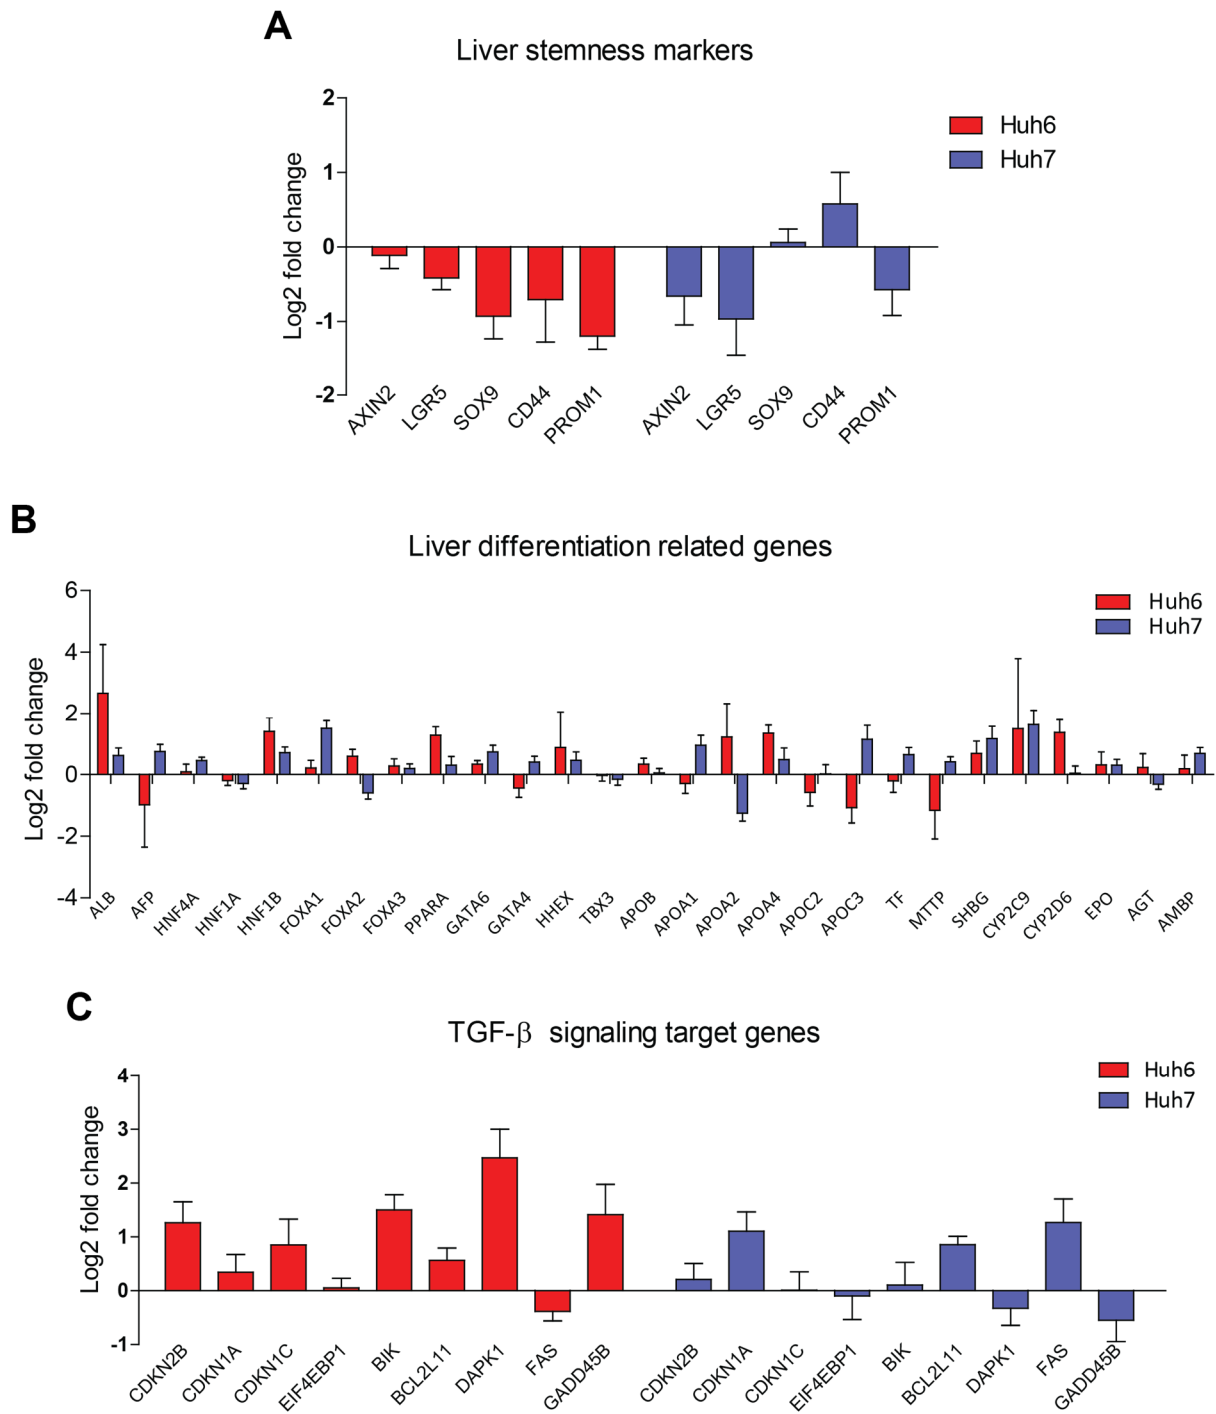 A
Liver stemness markers
Log2 fold change
2
1
0
-1
-2
Huh6
Huh7
AXIN2
LGR5
SOX9
CD44
PROM1
AXIN2
LGR5
SOX9
CD44
PROM1
B
Liver differentiation related genes
Log2 fold change
6
4
2
0
-2
-4
Huh6
Huh7
ALB
AFP
HNF4A
HNF1A
HNF1B
FOXA1
FOXA2
FOXA3
PPARA
GATA6
GATA4
HHEX
TBX3
APOB
APOA1
APOA2
APOA4
APOC2
APOC3
TF
MTTP
SHBG
CYP2C9
CYP2D6
EPO
AGT
AMBP
C
TGF-β signaling target genes
Log2 fold change
4
3
2
1
0
-1
Huh6
Huh7
CDKN2B
CDKN1A
CDKN1C
EIF4EBP1
BIK
BCL2L11
DAPK1
FAS
GADD45B
CDKN2B
CDKN1A
CDKN1C
EIF4EBP1
BIK
BCL2L11
DAPK1
FAS
GADD45B